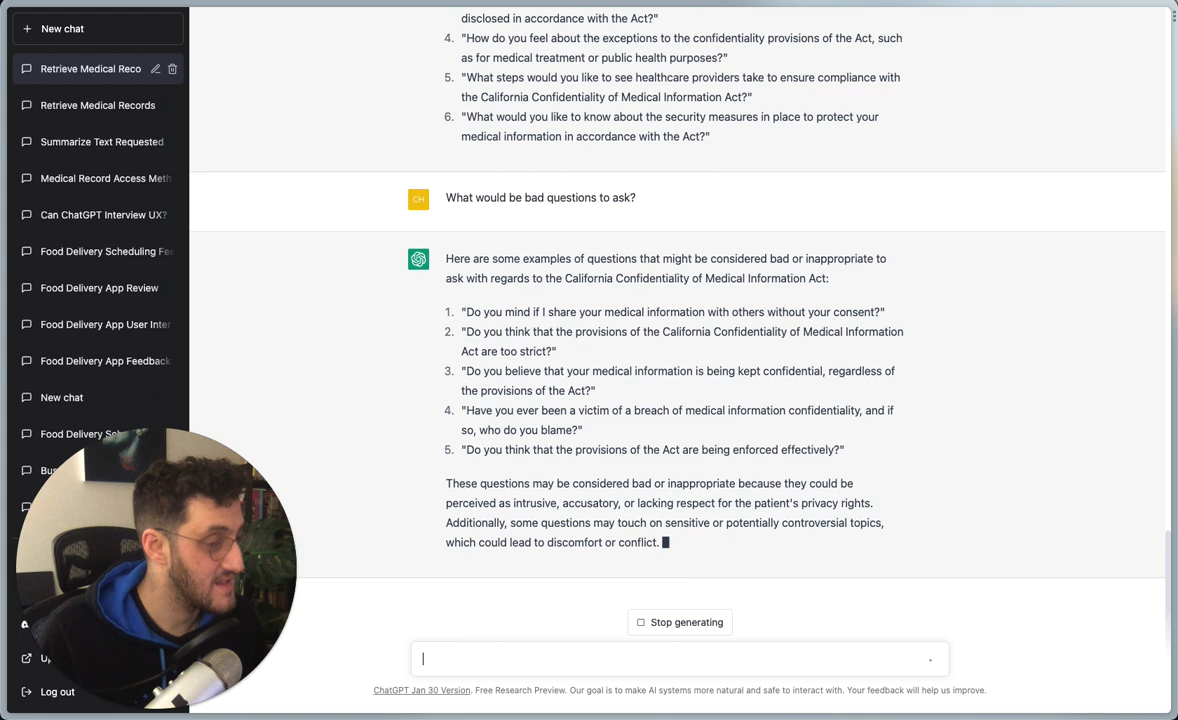 New chat
Retrieve Medical Reco
Retrieve Medical Records
Summarize Text Requested
Medical Record Access Meth
Can ChatGPT Interview UX?
Food Delivery Scheduling Fee
Food Delivery App Review
Food Delivery App User Inter
Food Delivery App Feedback
New chat
Food Delivery Sch
Bus
Up
Log out
disclosed in accordance with the Act?"
4. "How do you feel about the exceptions to the confidentiality provisions of the Act, such
as for medical treatment or public health purposes?"
5. "What steps would you like to see healthcare providers take to ensure compliance with
the California Confidentiality of Medical Information Act?"
6. "What would you like to know about the security measures in place to protect your
medical information in accordance with the Act?"
CH
What would be bad questions to ask?
Here are some examples of questions that might be considered bad or inappropriate to
ask with regards to the California Confidentiality of Medical Information Act:
1. "Do you mind if I share your medical information with others without your consent?"
2. "Do you think that the provisions of the California Confidentiality of Medical Information
Act are too strict?"
3. "Do you believe that your medical information is being kept confidential, regardless of
the provisions of the Act?"
4. "Have you ever been a victim of a breach of medical information confidentiality, and if
so, who do you blame?"
5. "Do you think that the provisions of the Act are being enforced effectively?"
These questions may be considered bad or inappropriate because they could be
perceived as intrusive, accusatory, or lacking respect for the patient's privacy rights.
Additionally, some questions may touch on sensitive or potentially controversial topics,
which could lead to discomfort or conflict.
Stop generating
ChatGPT Jan 30 Version. Free Research Preview. Our goal is to make AI systems more natural and safe to interact with. Your feedback will help us improve.